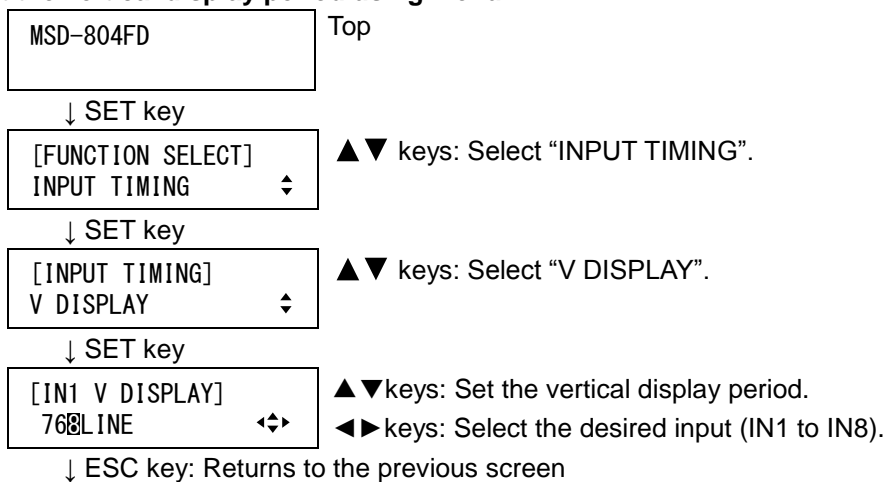 MSD-804FD
Top
↓ SET key
[FUNCTION SELECT]
▲▼ keys: Select “INPUT TIMING”.
INPUT TIMING
↓ SET key
[INPUT TIMING]
▲▼ keys: Select “V DISPLAY”.
V DISPLAY
↓ SET key
[IN1 V DISPLAY]
▲▼keys: Set the vertical display period.
768LINE
◄►keys: Select the desired input (IN1 to IN8).
↓ ESC key: Returns to the previous screen